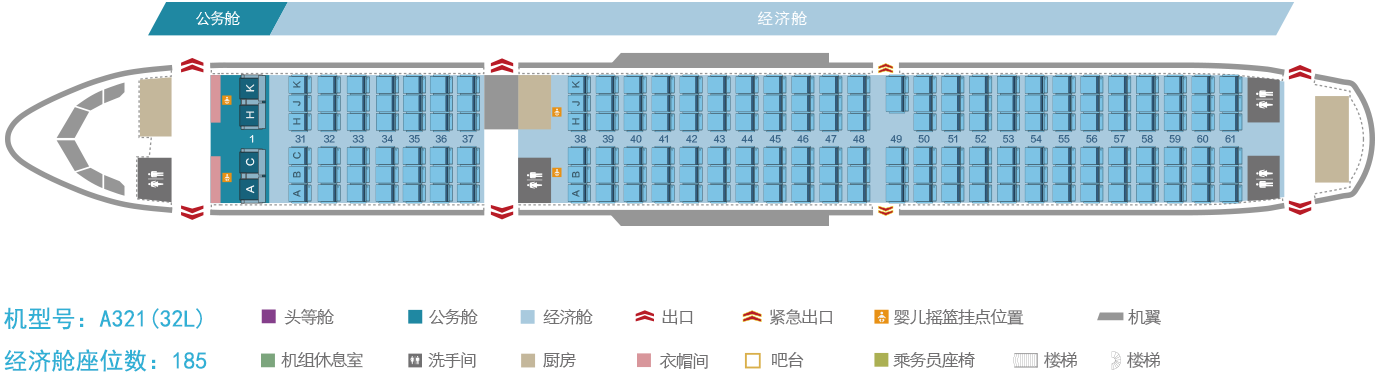 公务舱 经济舱
K K K
H J J
H H
1 31 32 33 34 35 36 37 38 39 40 41 42 43 44 45 46 47 48 49 50 51 52 53 54 55 56 57 58 59 60 61
C C
A B B
A A
机型号：A321(32L) 头等舱 公务舱 经济舱 出口 紧急出口 婴儿摇篮挂点位置 机翼
经济舱座位数：185 机组休息室 洗手间 厨房 衣帽间 吧台 乘务员座椅 楼梯 楼梯